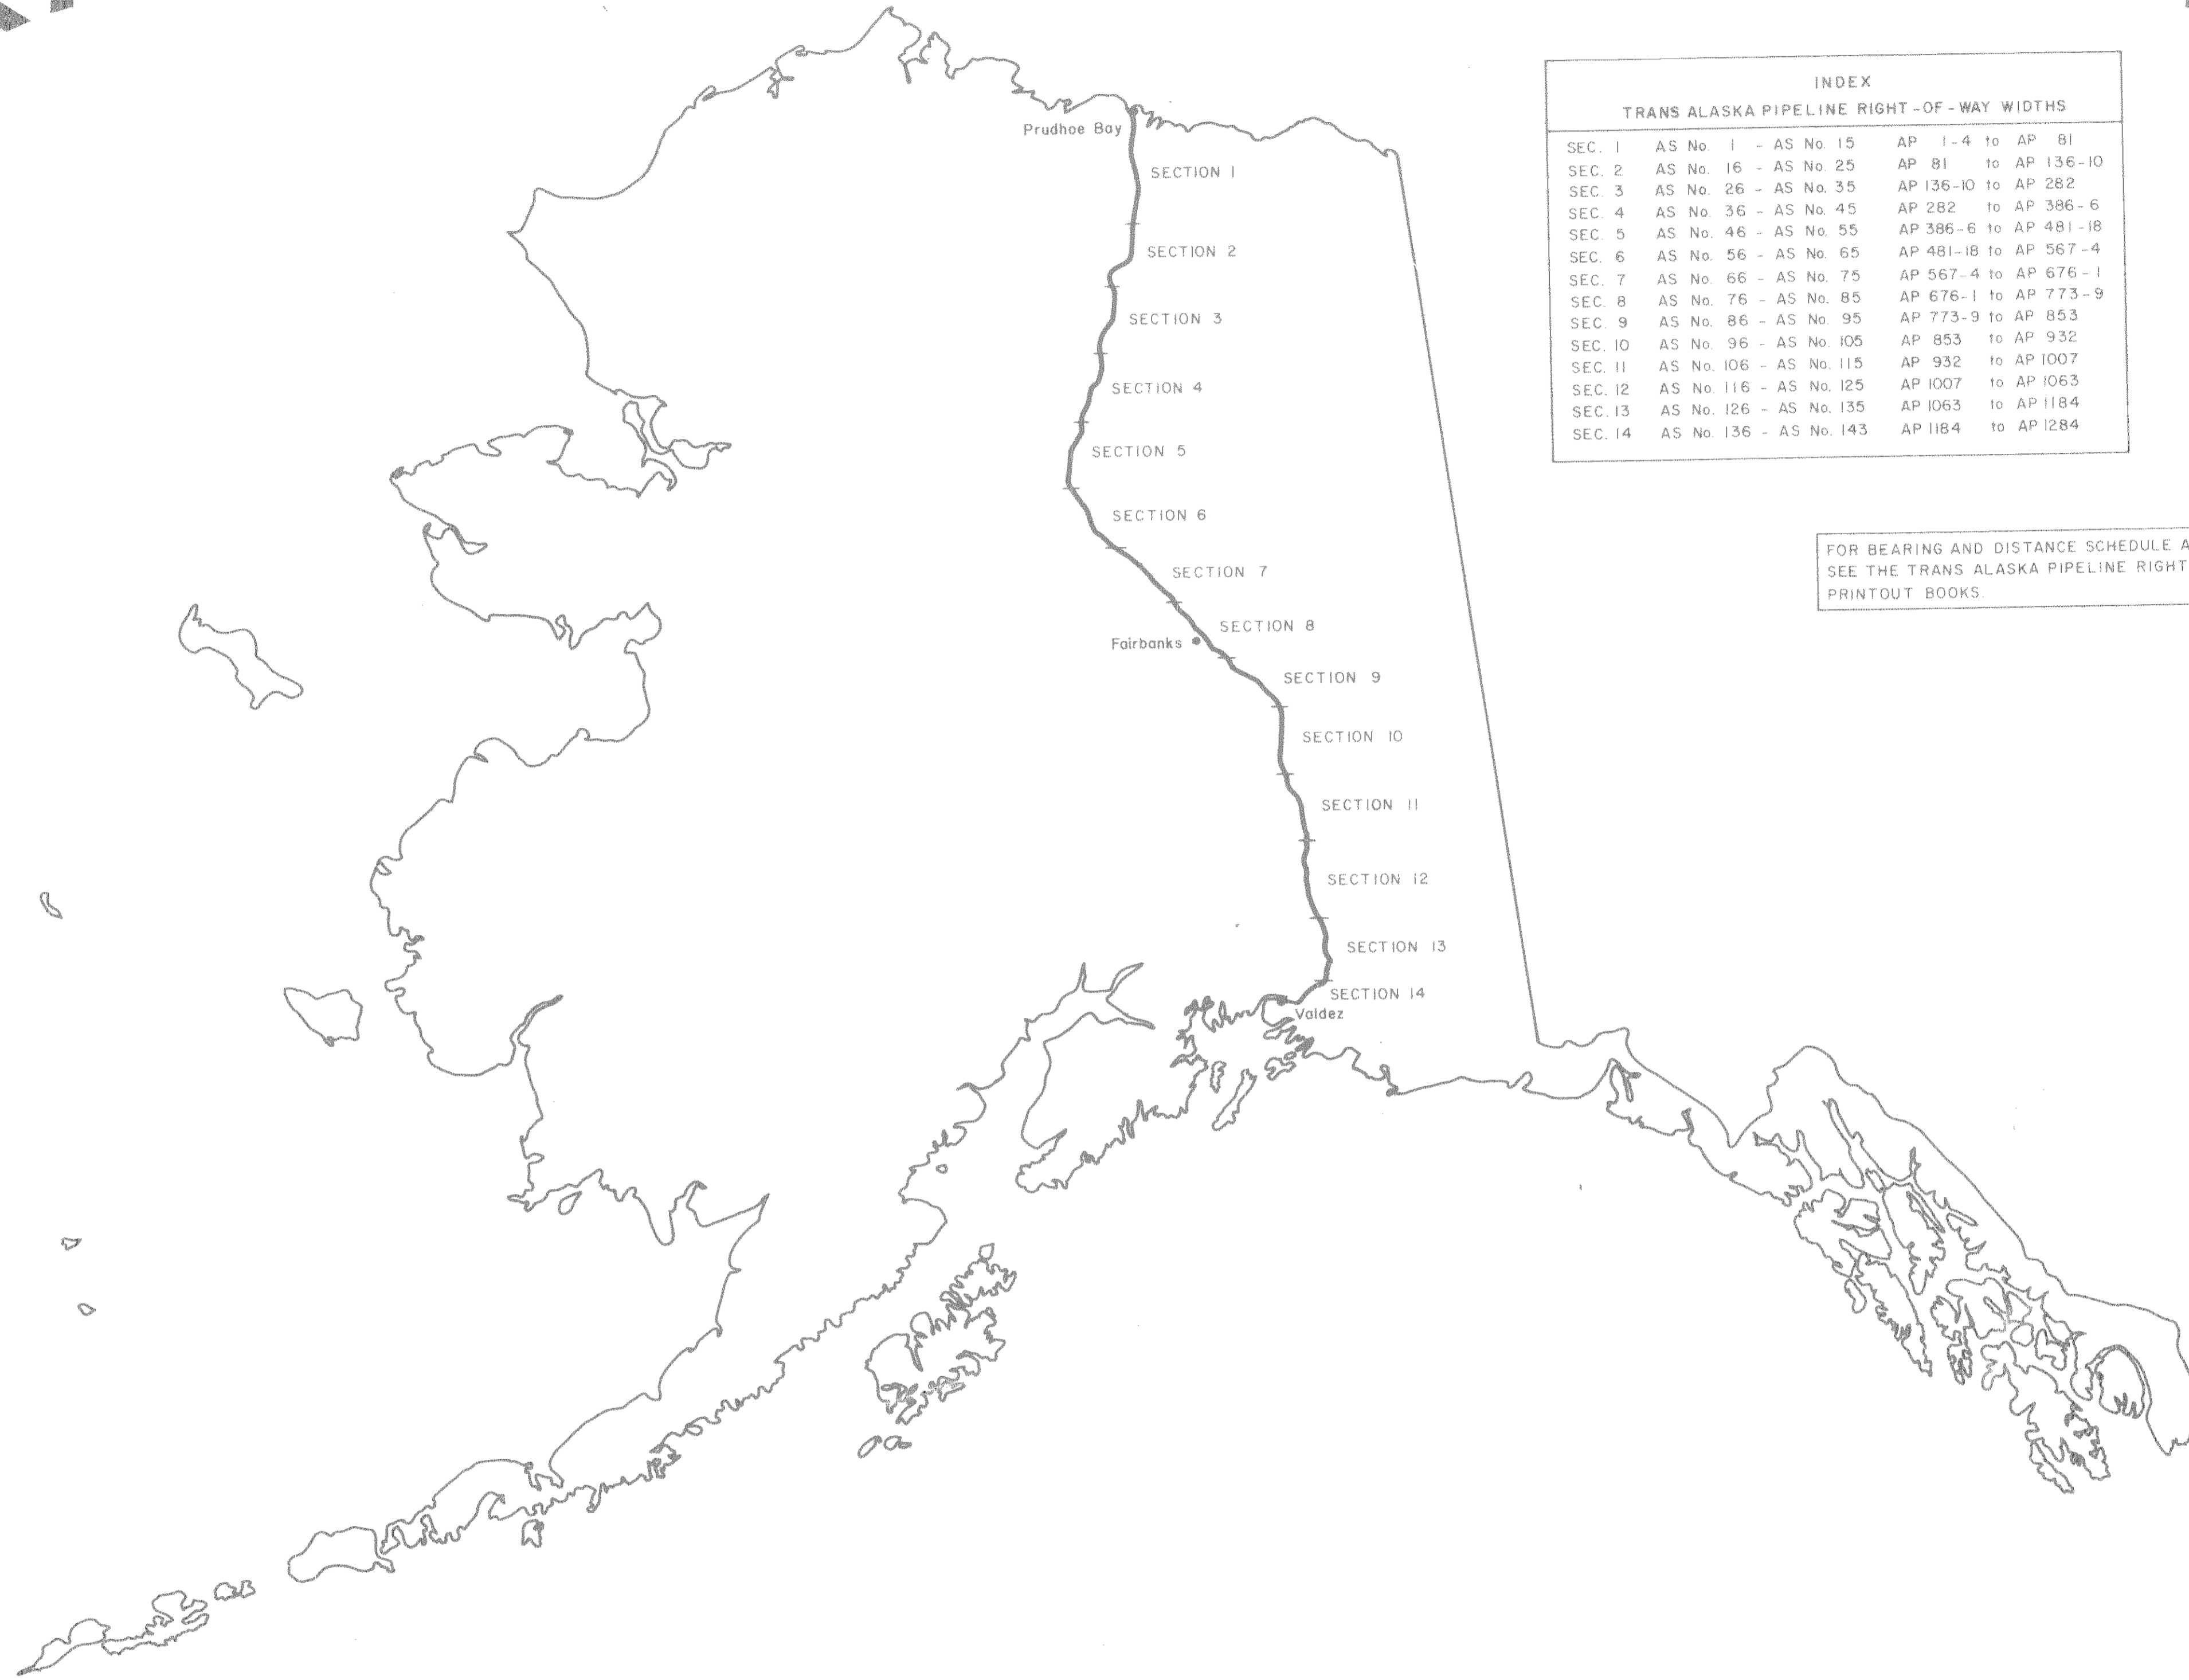 INDEX
TRANS ALASKA PIPELINE RIGHT-OF-WAY WIDTHS
SEC. 1 AS No. 1 - AS No. 15 AP 1-4 to AP 81
SEC. 2 AS No. 16 - AS No. 25 AP 81 to AP 136-10
SEC. 3 AS No. 26 - AS No. 35 AP 136-10 to AP 282
SEC. 4 AS No. 36 - AS No. 45 AP 282 to AP 386-6
SEC. 5 AS No. 46 - AS No. 55 AP 386-6 to AP 481-18
SEC. 6 AS No. 56 - AS No. 65 AP 481-18 to AP 567-4
SEC. 7 AS No. 66 - AS No. 75 AP 567-4 to AP 676-1
SEC. 8 AS No. 76 - AS No. 85 AP 676-1 to AP 773-9
SEC. 9 AS No. 86 - AS No. 95 AP 773-9 to AP 853
SEC. 10 AS No. 96 - AS No. 105 AP 853 to AP 932
SEC. 11 AS No. 106 - AS No. 115 AP 932 to AP 1007
SEC. 12 AS No. 116 - AS No. 125 AP 1007 to AP 1063
SEC. 13 AS No. 126 - AS No. 135 AP 1063 to AP 1184
SEC. 14 AS No. 136 - AS No. 143 AP 1184 to AP 1284
Prudhoe Bay
SECTION 1
SECTION 2
SECTION 3
SECTION 4
SECTION 5
SECTION 6
FOR BEARING AND DISTANCE SCHEDULE A
SEE THE TRANS ALASKA PIPELINE RIGHT
PRINTOUT BOOKS.
SECTION 7
SECTION 8
Fairbanks
SECTION 9
SECTION 10
SECTION 11
SECTION 12
SECTION 13
SECTION 14
Valdez